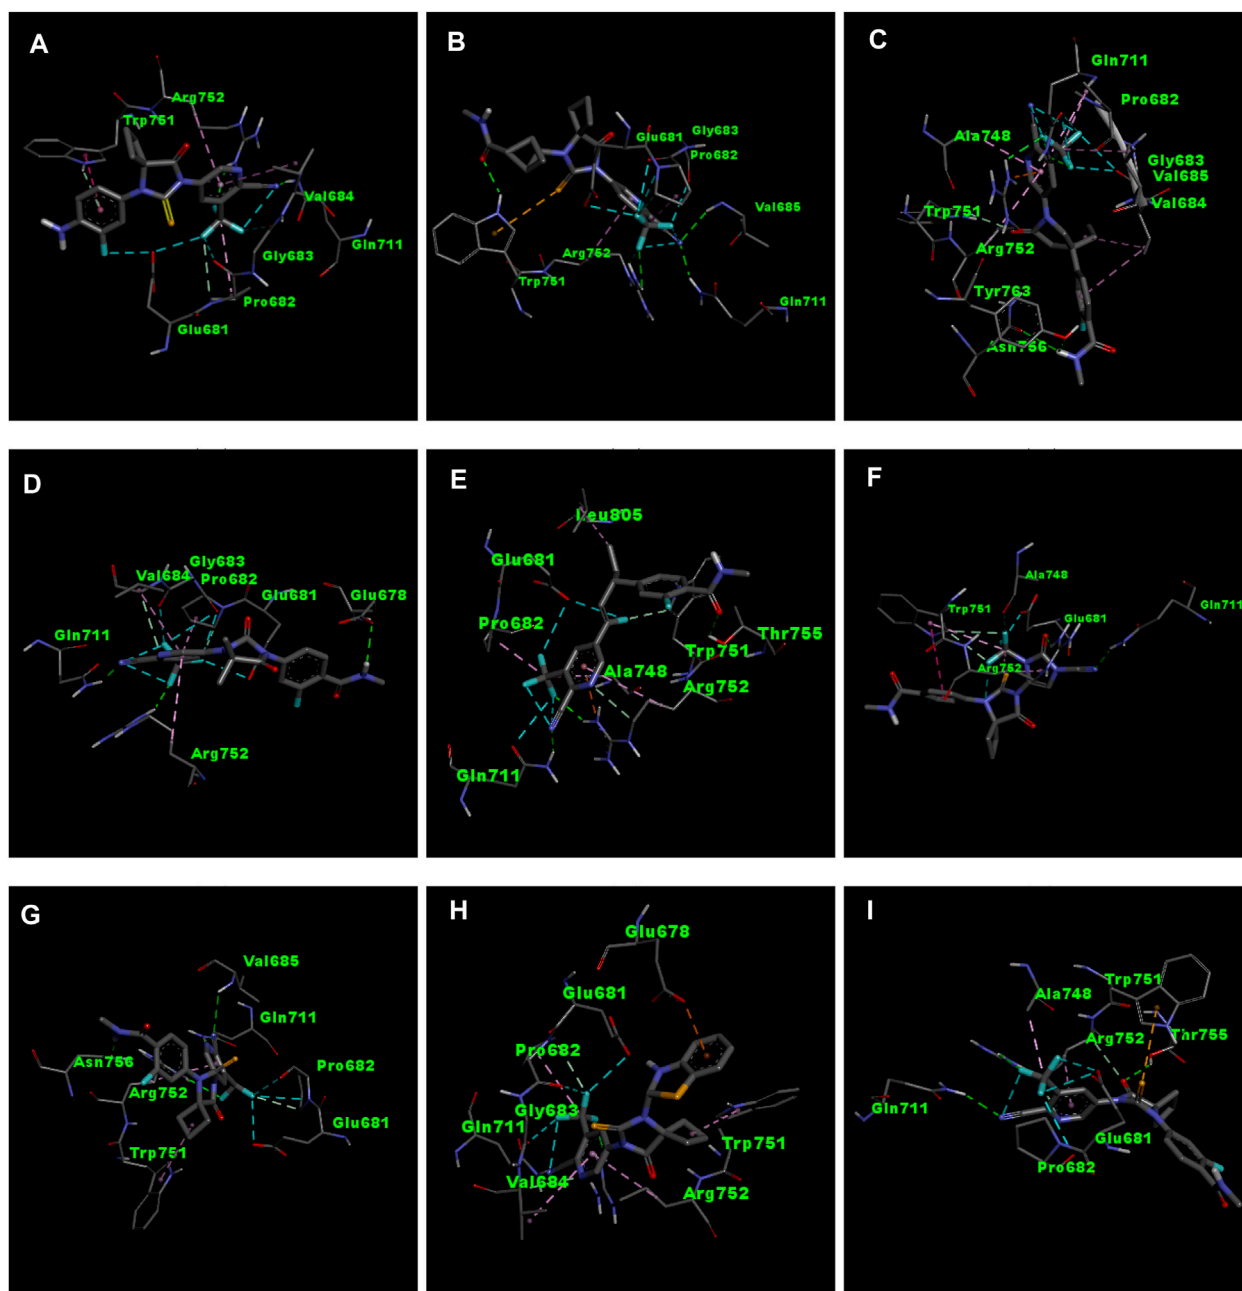 A
Arg752
Trp751
Val684
Gln711
Gly683
Pro682
Glu681
B
Glu681
Gly683
Pro682
Val685
Arg752
Trp751
Gln711
C
Gln711
Pro682
Ala748
Gly683
Val685
Val684
Trp751
Arg752
Tyr763
Asn756
D
Gly683
Val684
Pro682
Glu681
Glu678
Gln711
Arg752
E
Leu805
Glu681
Pro682
Thr755
Trp751
Ala748
Arg752
Gln711
F
Ala748
Trp751
Gln711
Glu681
Arg752
G
Val685
Gln711
Asn756
Pro682
Arg752
Glu681
Trp751
H
Glu678
Glu681
Pro682
Gly683
Gln711
Trp751
Val684
Arg752
I
Trp751
Ala748
Arg752
Thr755
Gln711
Glu681
Pro682